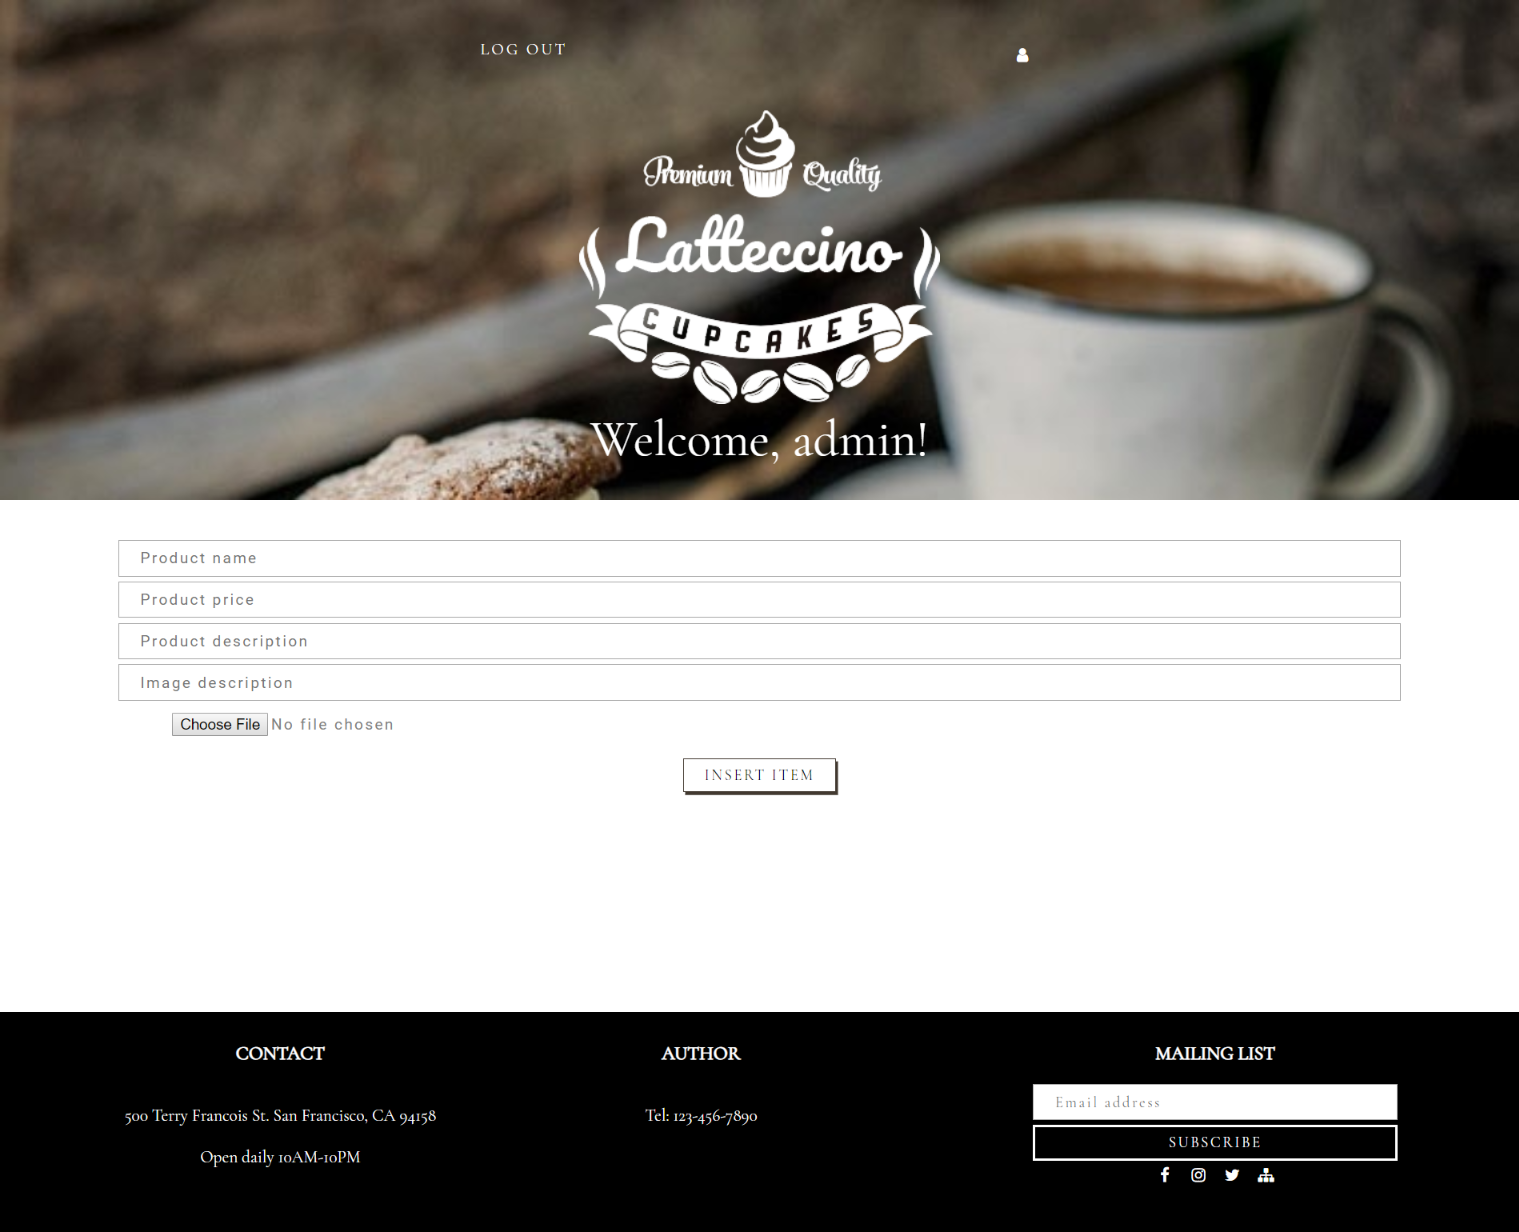 LOG OUT
Premium Quality
Latteccino
CUPCAKES
Welcome, admin!
Product name
Product price
Product description
Image description
Choose File No file chosen
INSERT ITEM
CONTACT
500 Terry Francois St. San Francisco, CA 94158
Open daily 10AM-10PM
AUTHOR
Tel: 123-456-7890
MAILING LIST
Email address
SUBSCRIBE